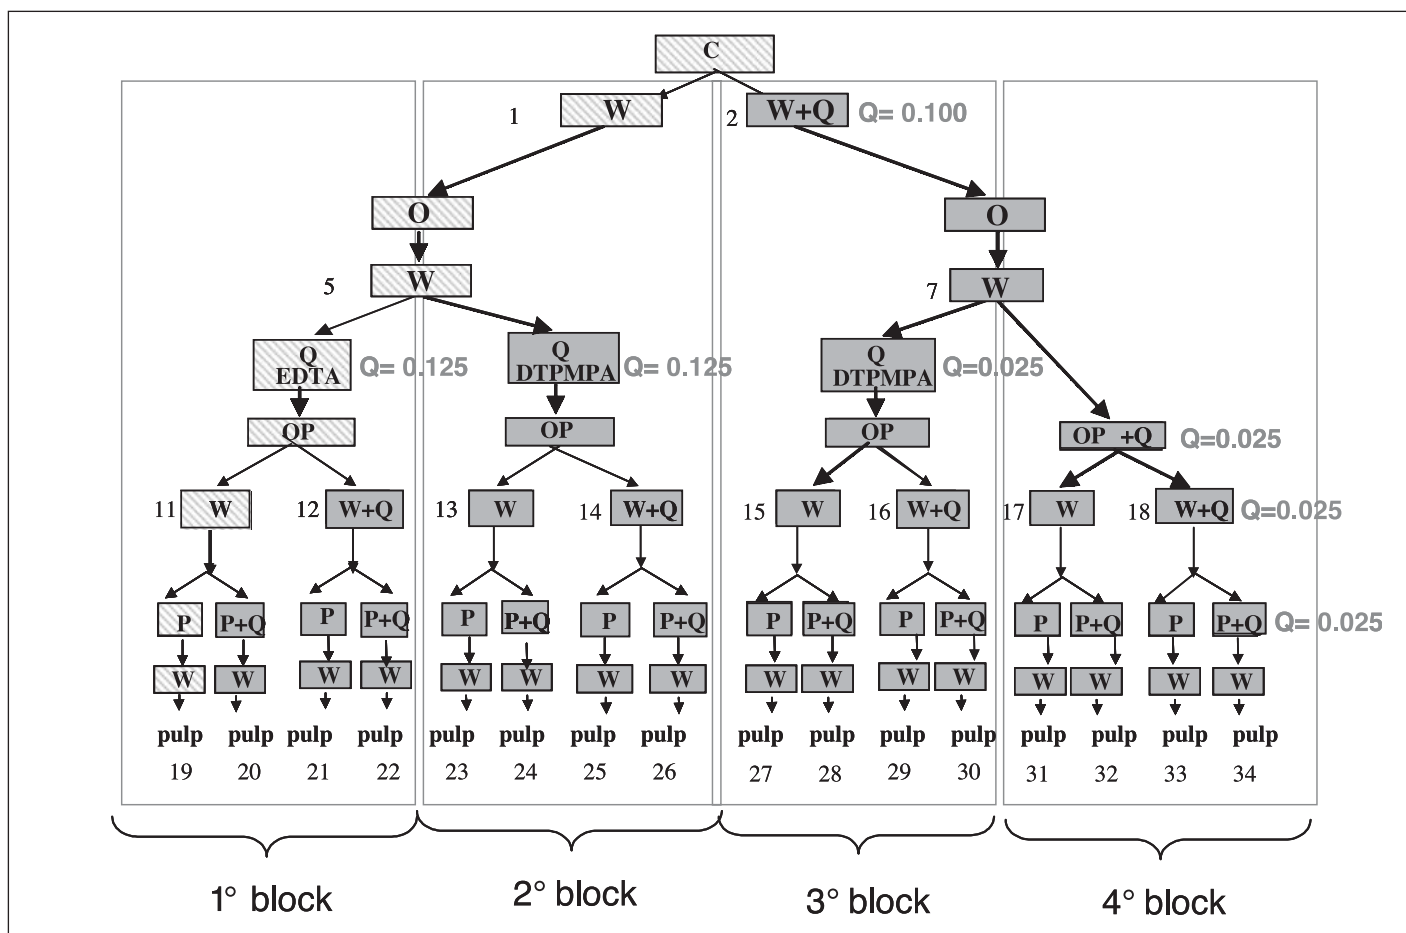 C
1 W
2 W+Q Q= 0.100
O O
5 W
7 W
Q
EDTA
Q= 0.125
Q
DTPMPA
Q= 0.125
Q
DTPMPA
Q=0.025
OP OP OP
OP +Q Q=0.025
11 W 12 W+Q 13 W 14 W+Q 15 W 16 W+Q 17 W 18 W+Q Q=0.025
P P+Q P P+Q P P+Q P P+Q P P+Q P P+Q P P+Q P P+Q Q= 0.025
W W W W W W W W W W W W W W W W
pulp pulp pulp pulp pulp pulp pulp pulp pulp pulp pulp pulp pulp pulp pulp pulp
19 20 21 22 23 24 25 26 27 28 29 30 31 32 33 34
1° block 2° block 3° block 4° block